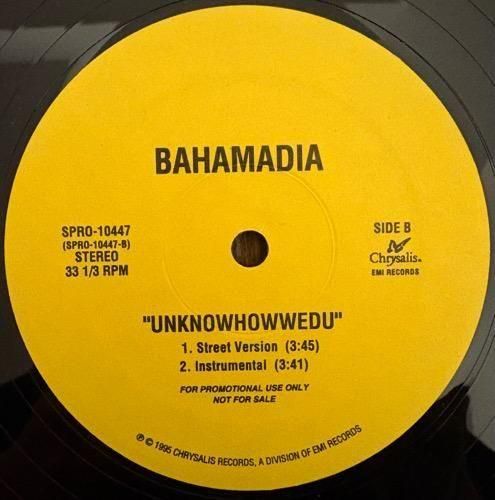 BAHAMADIA
SPRO-10447
(SPRO-10447-B)
STEREO
33 1/3 RPM
SIDE B
Chrysalis®
EMI RECORDS
"UNKNOWHOWWEDU"
1. Street Version (3:45)
2. Instrumental (3:41)
FOR PROMOTIONAL USE ONLY
NOT FOR SALE
℗ © 1995 CHRYSALIS RECORDS, A DIVISION OF EMI RECORDS